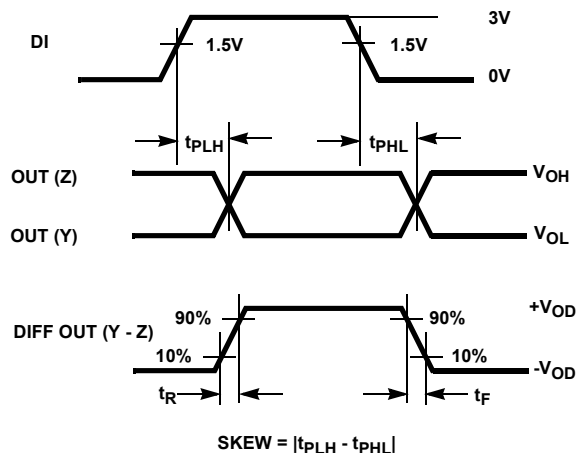 3V
DI
1.5V
1.5V
0V
tPLH
tPHL
OUT (Z)
VOH
OUT (Y)
VOL
+VOD
90%
90%
DIFF OUT (Y - Z)
10%
10%
-VOD
tR
tF
SKEW = |tPLH - tPHL|